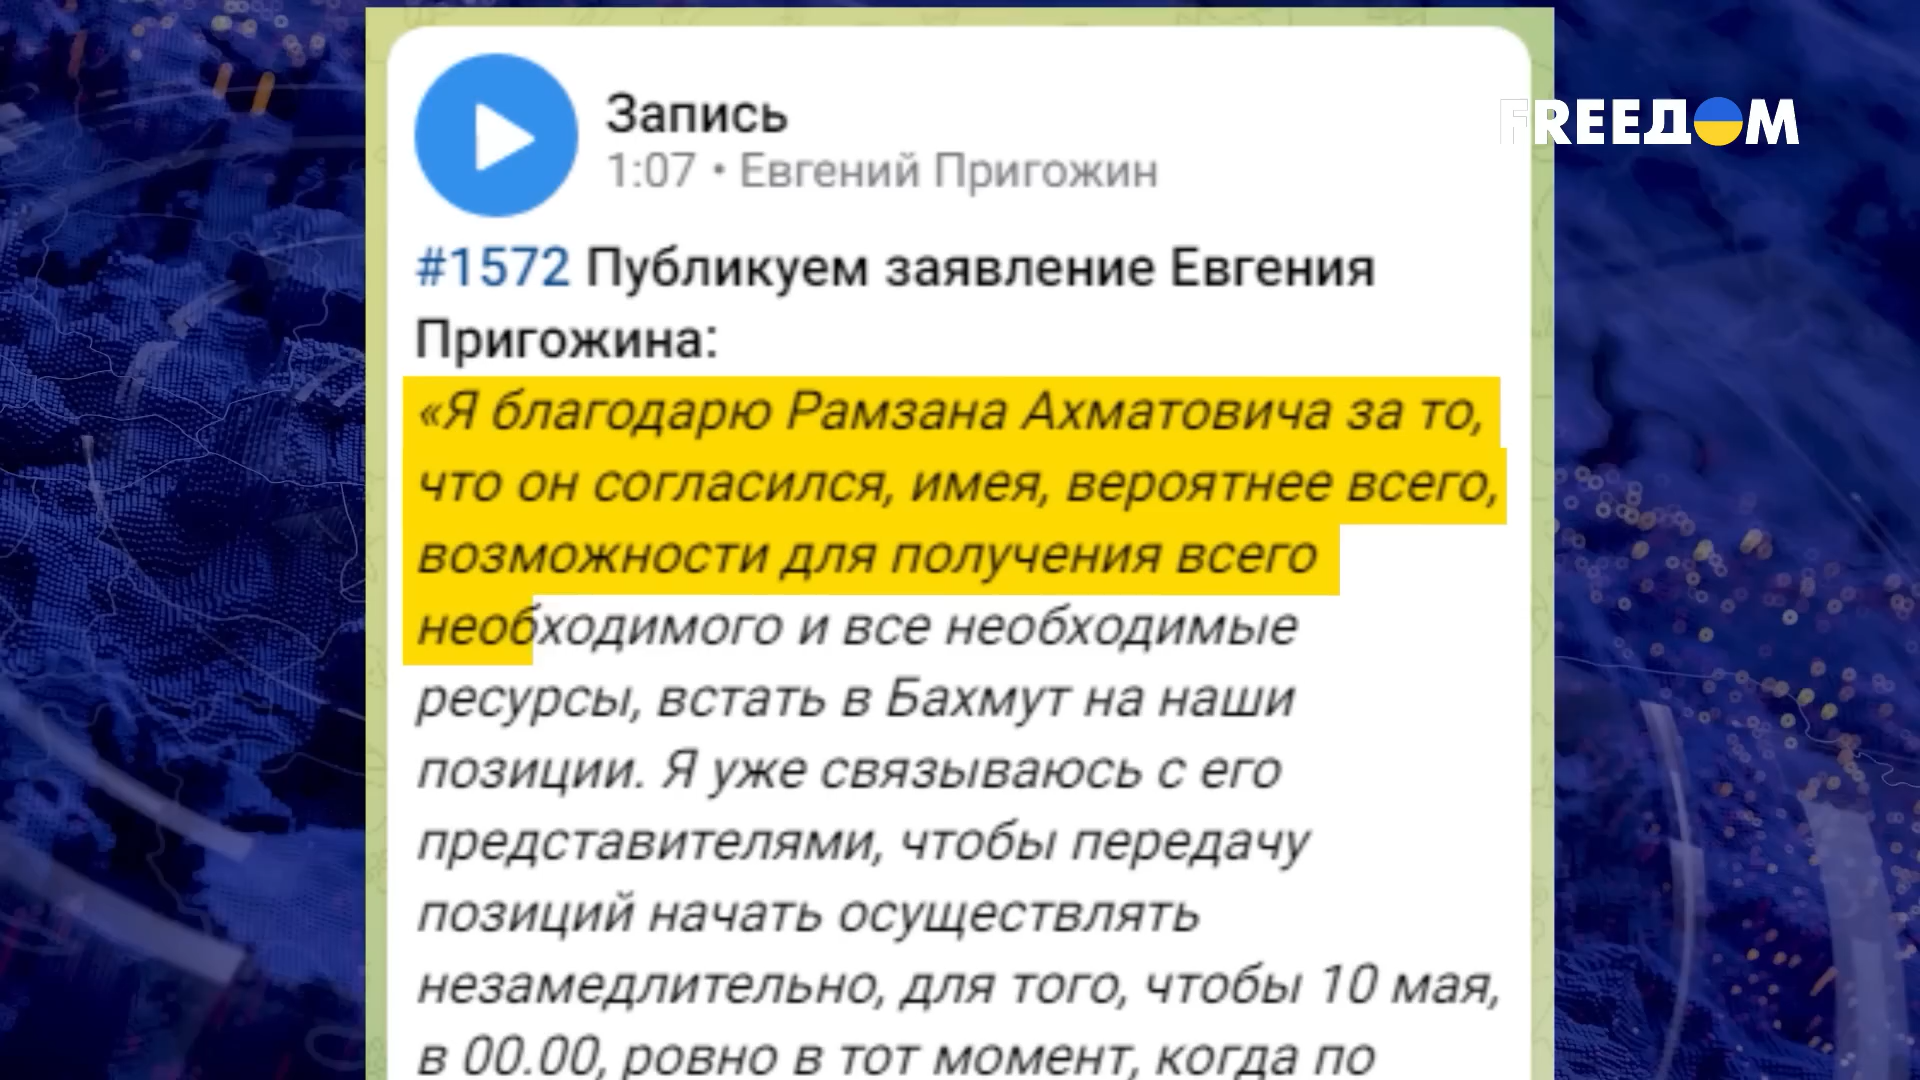 Запись
FREEДOM
1:07 • Евгений Пригожин
#1572 Публикуем заявление Евгения
Пригожина:
«Я благодарю Рамзана Ахматовича за то,
что он согласился, имея, вероятнее всего,
возможности для получения всего
необходимого и все необходимые
ресурсы, встать в Бахмут на наши
позиции. Я уже связываюсь с его
представителями, чтобы передачу
позиций начать осуществлять
незамедлительно, для того, чтобы 10 мая,
в 00.00, ровно в тот момент, когда по